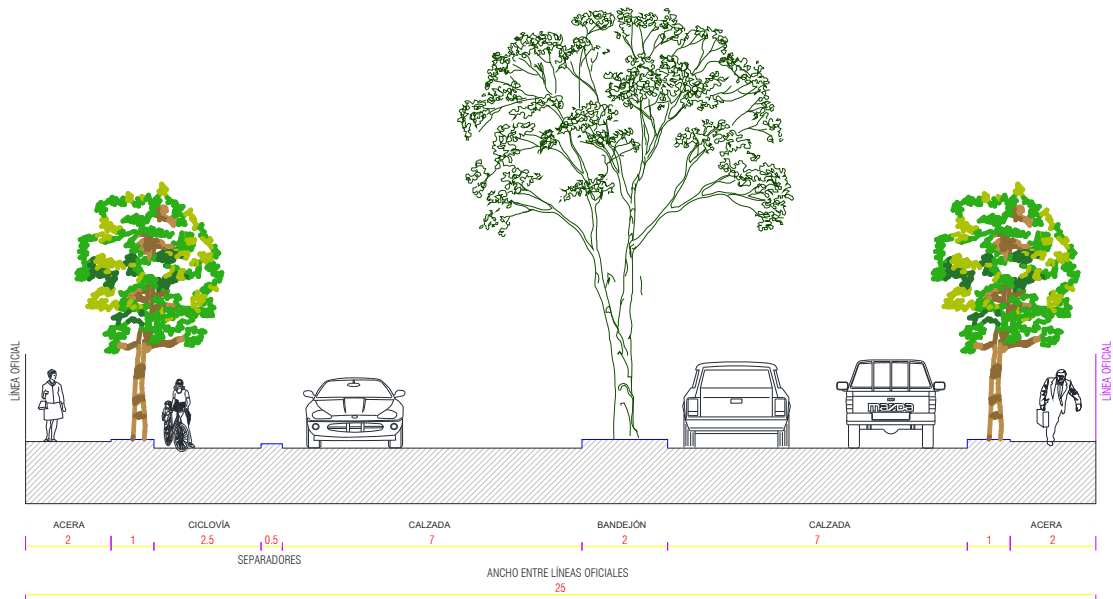 LÍNEA OFICIAL
LÍNEA OFICIAL
mazda
ACERA CICLOVÍA CALZADA BANDEJÓN CALZADA ACERA
2 1 2.5 0.5 7 2 7 1 2
SEPARADORES
ANCHO ENTRE LÍNEAS OFICIALES
25